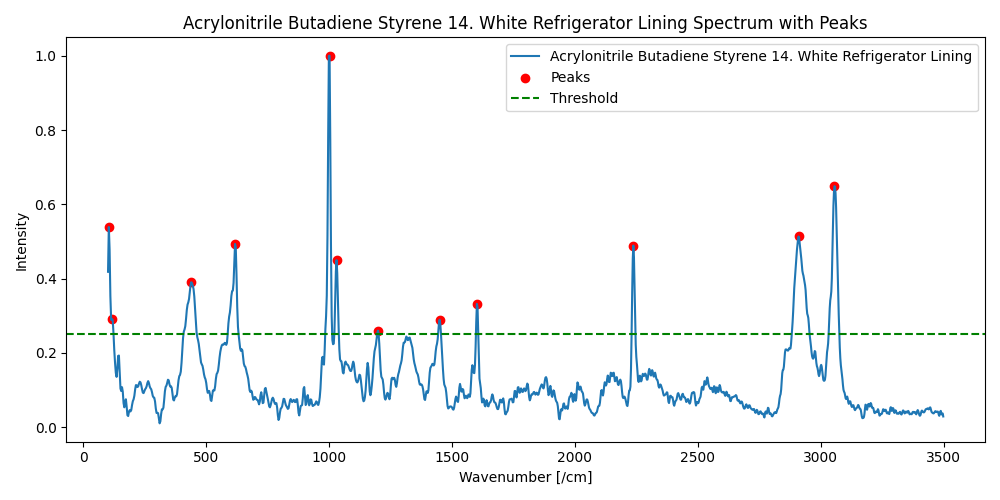 Acrylonitrile Butadiene Styrene 14. White Refrigerator Lining Spectrum with Peaks
Acrylonitrile Butadiene Styrene 14. White Refrigerator Lining
Peaks
Threshold
Intensity
1.0
0.8
0.6
0.4
0.2
0.0
0 500 1000 1500 2000 2500 3000 3500
Wavenumber [/cm]